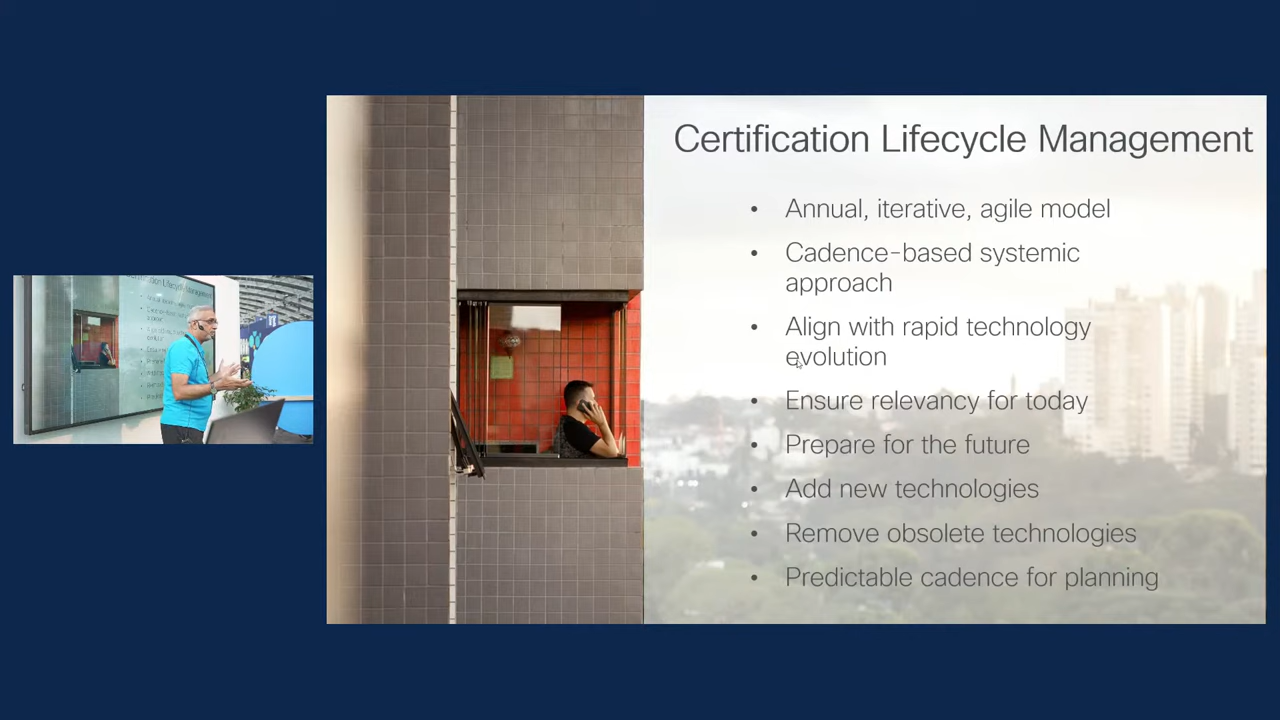 Certification Lifecycle Management
• Annual, iterative, agile model
• Cadence-based systemic
approach
• Align with rapid technology
evolution
• Ensure relevancy for today
• Prepare for the future
• Add new technologies
• Remove obsolete technologies
• Predictable cadence for planning